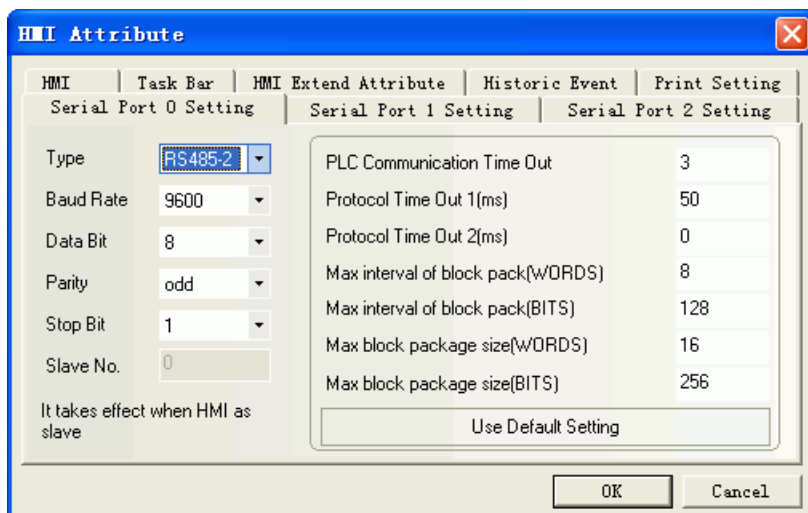 HMI Attribute
HMI
Task Bar
HMI Extend Attribute
Historic Event
Print Setting
Serial Port 0 Setting
Serial Port 1 Setting
Serial Port 2 Setting
Type
RS485-2
Baud Rate
9600
Data Bit
8
Parity
odd
Stop Bit
1
Slave No.
0
It takes effect when HMI as
slave
PLC Communication Time Out
3
Protocol Time Out 1(ms)
50
Protocol Time Out 2(ms)
0
Max interval of block pack(WORDS)
8
Max interval of block pack(BITS)
128
Max block package size(WORDS)
16
Max block package size(BITS)
256
Use Default Setting
OK
Cancel